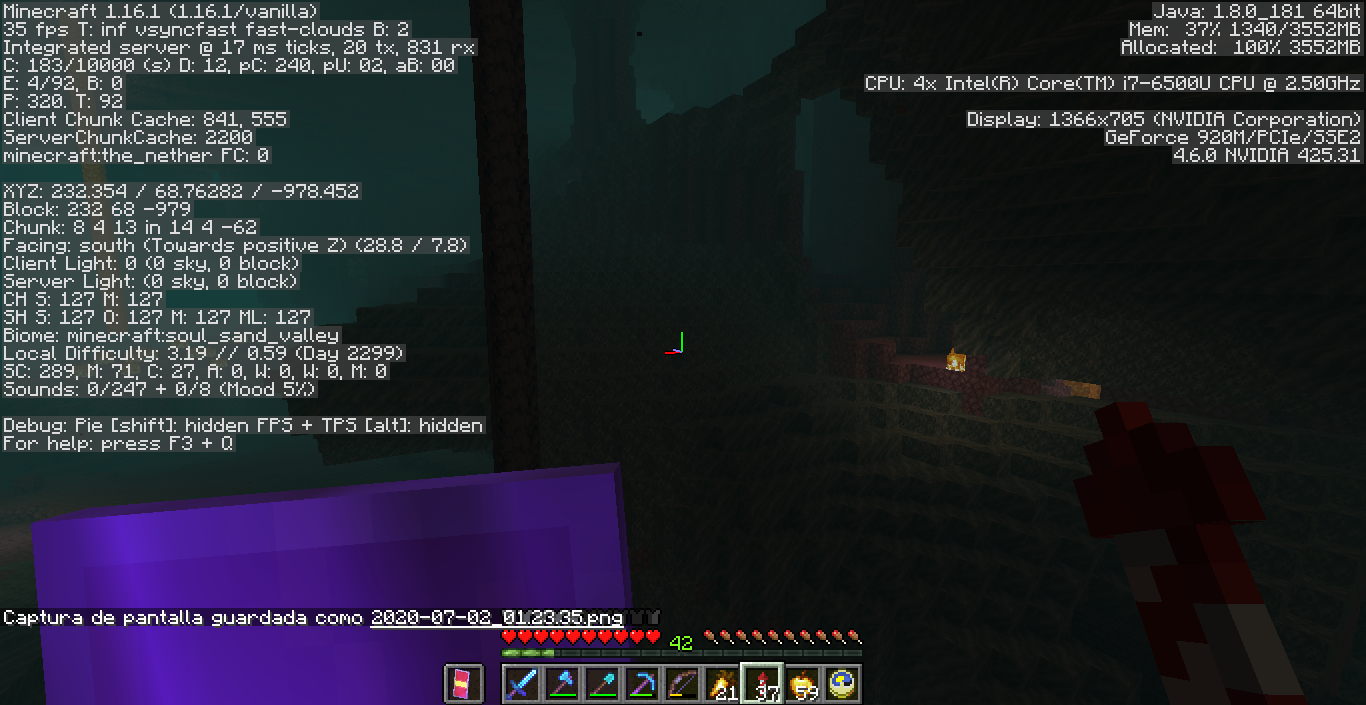 Minecraft 1.16.1 (1.16.1/vanilla)
35 fps T: inf vsyncfast fast-clouds B: 2
Integrated server @ 17 ms ticks, 20 tx, 831 rx
C: 183/10000 (s) D: 12, pC: 240, pU: 02, aB: 00
E: 4/92, B: 0
P: 320. T: 92
Client Chunk Cache: 841, 555
ServerChunkCache: 2200
minecraft:the_nether FC: 0
XYZ: 232.354 / 68.76282 / -978.452
Block: 232 68 -979
Chunk: 8 4 13 in 14 4 -62
Facing: south (Towards positive Z) (28.8 / 7.8)
Client Light: 0 (0 sky, 0 block)
Server Light: (0 sky, 0 block)
CH S: 127 M: 127
SH S: 127 O: 127 M: 127 ML: 127
Biome: minecraft:soul_sand_valley
Local Difficulty: 3.19 // 0.59 (Day 2299)
SC: 289, M: 71, C: 27, A: 0, W: 0, W: 0, M: 0
Sounds: 0/247 + 0/8 (Mood 5%)
Debug: Pie [shift]: hidden FPS + TPS [alt]: hidden
For help: press F3 + Q
Java: 1.8.0_181 64bit
Mem: 37% 1340/3552MB
Allocated: 100% 3552MB
CPU: 4x Intel(R) Core(TM) i7-6500U CPU @ 2.50GHz
Display: 1366x705 (NVIDIA Corporation)
GeForce 920M/PCIe/SSE2
4.6.0 NVIDIA 425.31
Captura de pantalla guardada como 2020-07-02_01.23.35.png
42
21 37 59